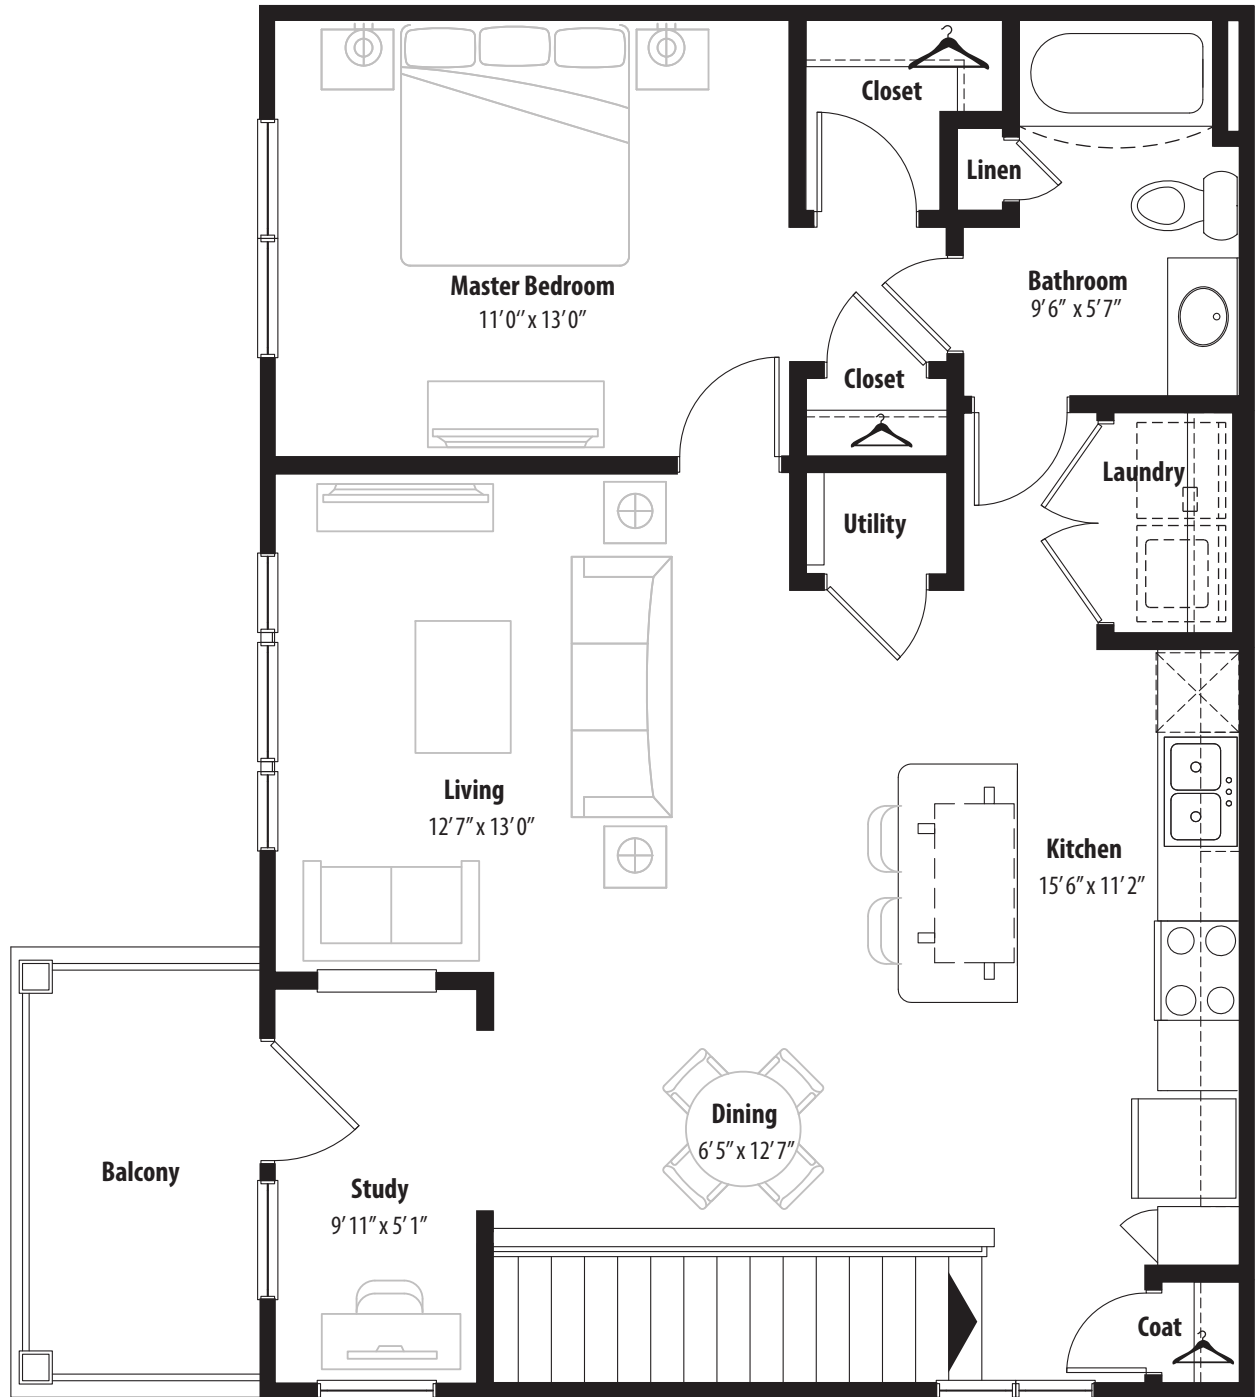 Closet
Linen
Master Bedroom
11'0" x 13'0"
Bathroom
9'6" x 5'7"
Closet
Laundry
Utility
Living
12'7" x 13'0"
Kitchen
15'6" x 11'2"
Dining
6'5" x 12'7"
Balcony
Study
9'11" x 5'1"
Coat